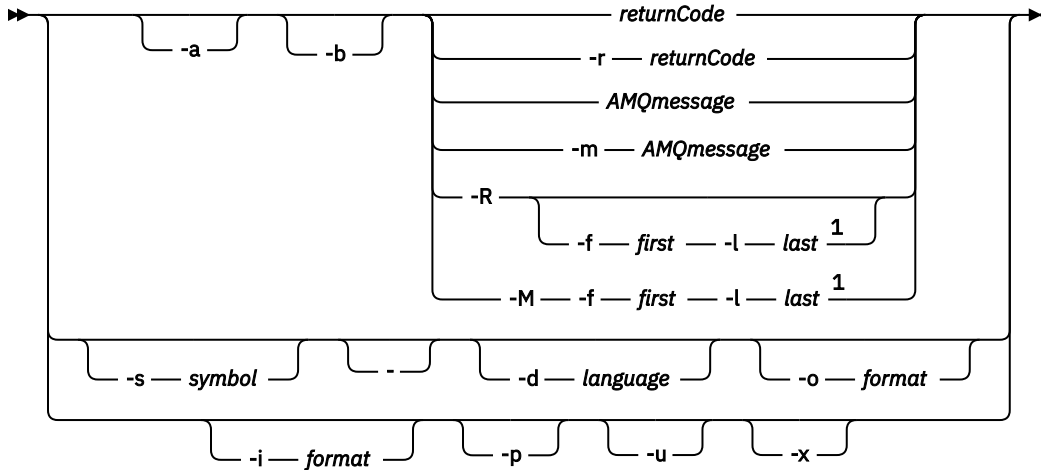 returnCode
-a -b -r returnCode
AMQmessage
-m AMQmessage
-R
-f first -l last 1
-M -f first -l last 1
-s symbol - -d language -o format
-i format -p -u -x